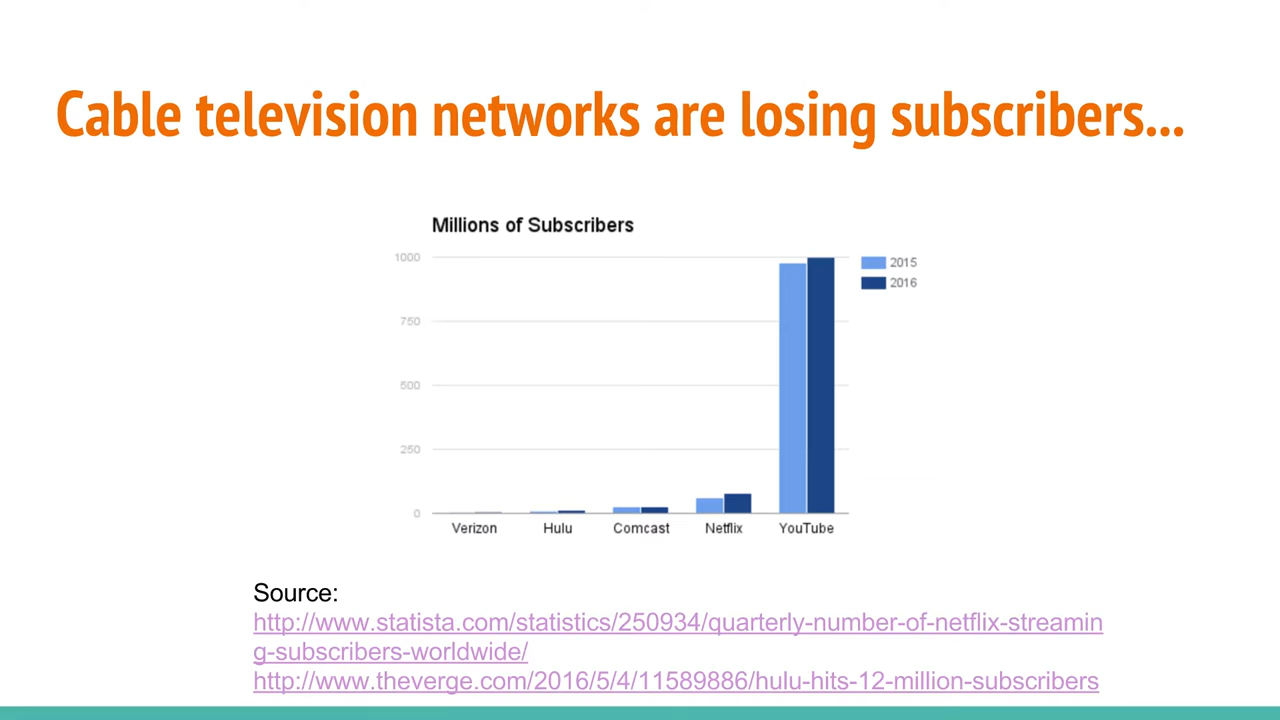 Cable television networks are losing subscribers...
Millions of Subscribers
1000
750
500
250
0
2015
2016
Verizon
Hulu
Comcast
Netflix
YouTube
Source:
http://www.statista.com/statistics/250934/quarterly-number-of-netflix-streamin
g-subscribers-worldwide/
http://www.theverge.com/2016/5/4/11589886/hulu-hits-12-million-subscribers